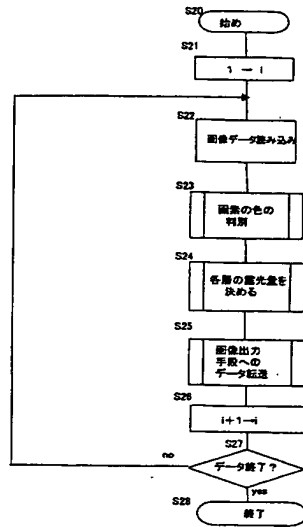 S20
始め
S21
1→i
S22
画像データ読み込み
S23
画素の色の
判別
S24
各層の露光量を
決める
S25
画像出力
手段への
データ転送
S26
i+1→i
S27
no
データ終了?
yes
S28
終了